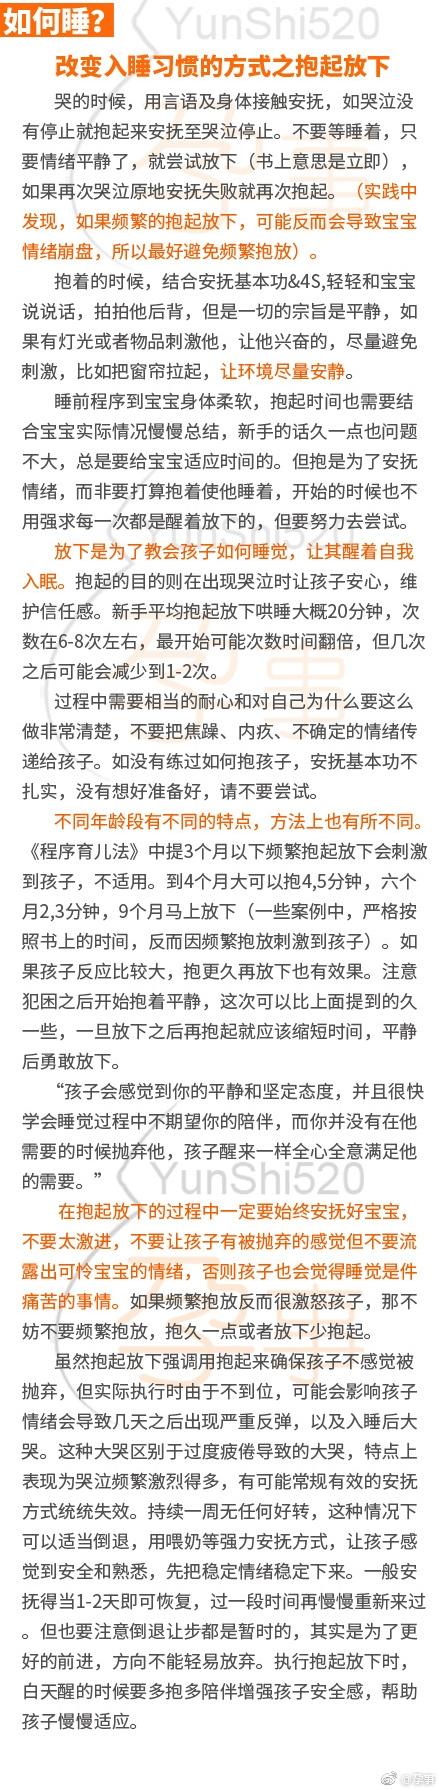 如何睡？
YunShi520
改变入睡习惯的方式之抱起放下
哭的时候，用言语及身体接触安抚，如哭泣没
有停止就抱起来安抚至哭泣停止。不要等睡着，只
要情绪平静了，就尝试放下（书上意思是立即），
如果再次哭泣原地安抚失败就再次抱起。（实践中
发现，如果频繁的抱起放下，可能反而会导致宝宝
情绪崩盘，所以最好避免频繁抱放）。
抱着的时候，结合安抚基本功&4S,轻轻和宝宝
说说话，拍拍他后背，但是一切的宗旨是平静，如
果有灯光或者物品刺激他，让他兴奋的，尽量避免
刺激，比如把窗帘拉起，让环境尽量安静。
睡前程序到宝宝身体柔软，抱起时间也需要结
合宝宝实际情况慢慢总结，新手的话久一点也问题
不大，总是要给宝宝适应时间的。但抱是为了安抚
情绪，而非要打算抱着使他睡着，开始的时候也不
用强求每一次都是醒着放下的，但要努力去尝试。
YunShi520
放下是为了教会孩子如何睡觉，让其醒着自我
入眠。抱起的目的则在出现哭泣时让孩子安心，维
护信任感。新手平均抱起放下哄睡大概20分钟，次
数在6-8次左右，最开始可能次数时间翻倍，但几次
之后可能会减少到1-2次。
过程中需要相当的耐心和对自己为什么要这么
做非常清楚，不要把焦躁、内疚、不确定的情绪传
递给孩子。如没有练过如何抱孩子，安抚基本功不
扎实，没有想好准备好，请不要尝试。
不同年龄段有不同的特点，方法上也有所不同。
《程序育儿法》中提3个月以下频繁抱起放下会刺激
到孩子，不适用。到4个月大可以抱4,5分钟，六个
月2,3分钟，9个月马上放下（一些案例中，严格按
照书上的时间，反而因频繁抱放刺激到孩子）。如
果孩子反应比较大，抱更久再放下也有效果。注意
犯困之后开始抱着平静，这次可以比上面提到的久
一些，一旦放下之后再抱起就应该缩短时间，平静
后勇敢放下。
“孩子会感觉到你的平静和坚定态度，并且很快
学会睡觉过程中不期望你的陪伴，而你并没有在他
需要的时候抛弃他，孩子醒来一样全心全意满足他
的需要。”
YunShi520
在抱起放下的过程中一定要始终安抚好宝宝，
不要太激进，不要让孩子有被抛弃的感觉但不要流
露出可怜宝宝的情绪，否则孩子也会觉得睡觉是件
痛苦的事情。如果频繁抱放反而很激怒孩子，那不
妨不要频繁抱放，抱久一点或者放下少抱起。
虽然抱起放下强调用抱起来确保孩子不感觉被
抛弃，但实际执行时由于不到位，可能会影响孩子
情绪会导致几天之后出现严重反弹，以及入睡后大
哭。这种大哭区别于过度疲倦导致的大哭，特点上
表现为哭泣频繁激烈得多，有可能常规有效的安抚
方式统统失效。持续一周无任何好转，这种情况下
可以适当倒退，用喂奶等强力安抚方式，让孩子感
觉到安全和熟悉，先把稳定情绪稳定下来。一般安
抚得当1-2天即可恢复，过一段时间再慢慢重新来过
。但也要注意倒退让步都是暂时的，其实是为了更
好的前进，方向不能轻易放弃。执行抱起放下时，
白天醒的时候要多抱多陪伴增强孩子安全感，帮助
孩子慢慢适应。
孕事
@孕事